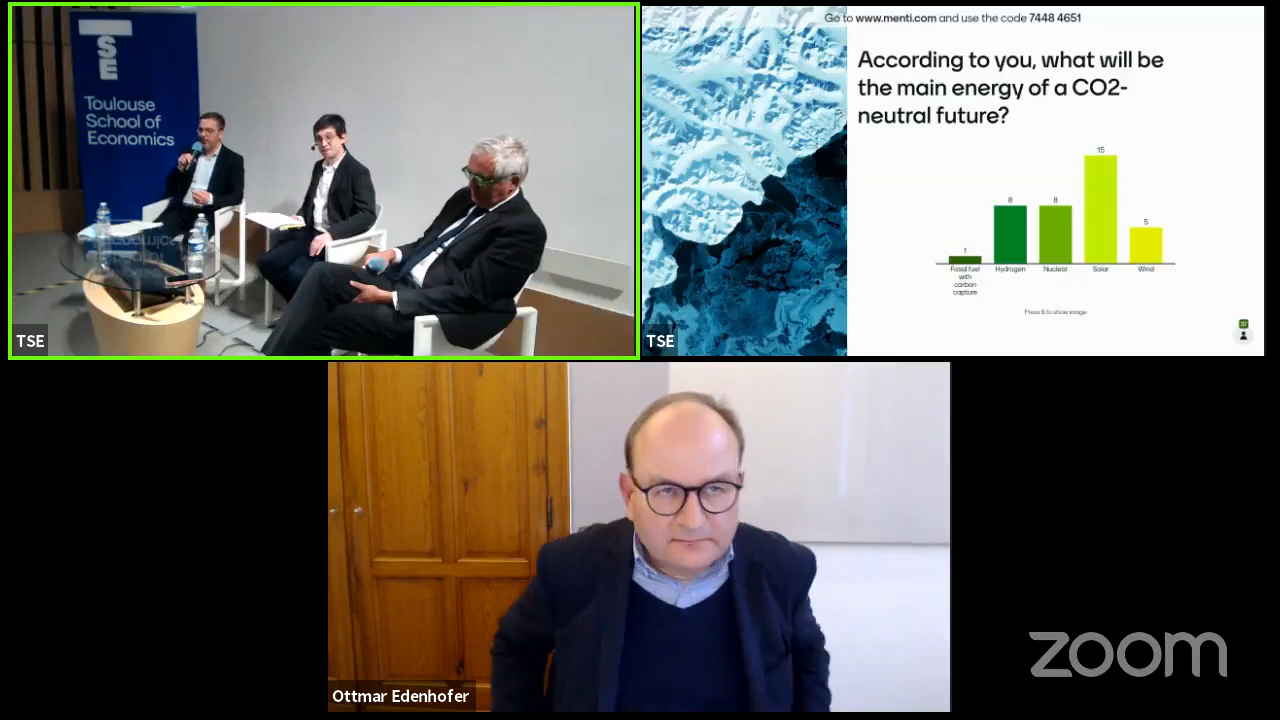 T
S
E
Toulouse
School of
Economics
TSE
Go to www.menti.com and use the code 7448 4651
According to you, what will be
the main energy of a CO2-
neutral future?
1
8
8
15
5
Fossil fuel
with
carbon
capture
Hydrogen
Nuclear
Solar
Wind
Press S to show image
37
TSE
Ottmar Edenhofer
zoom